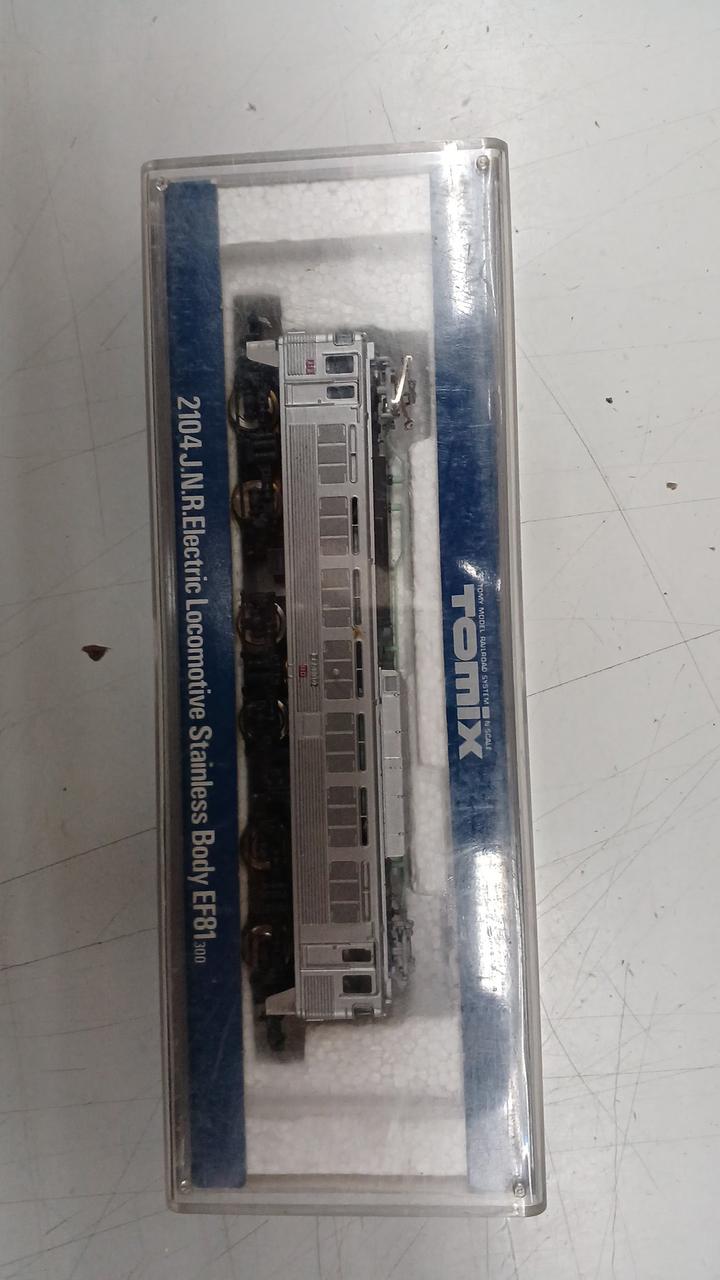 TOMY MODEL RAILROAD SYSTEM N SCALE
TOMIX
2104 J.N.R. Electric Locomotive Stainless Body EF81 300